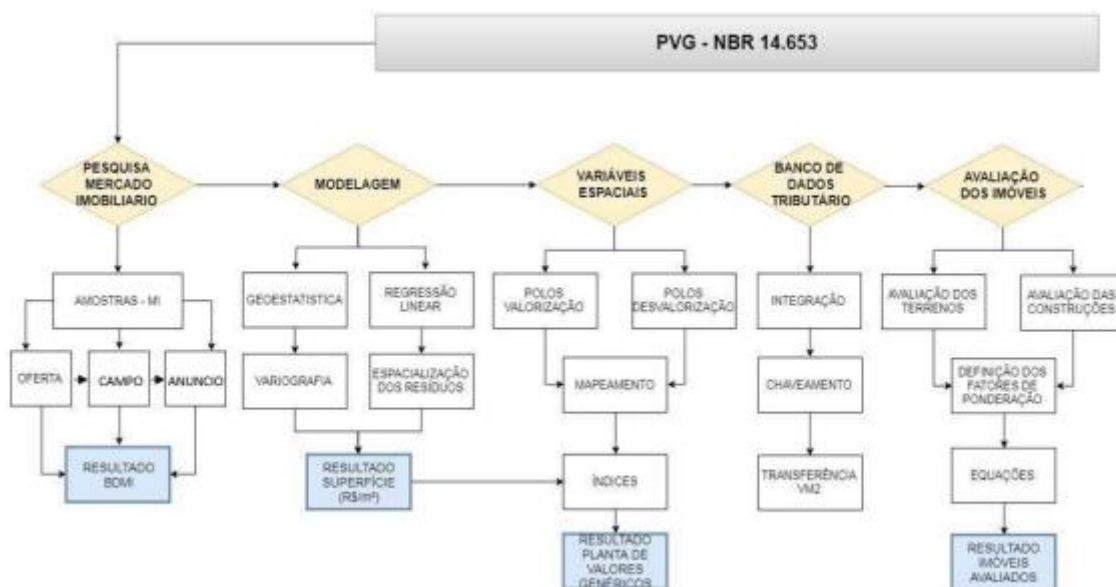 PVG - NBR 14.653
PESQUISA
MERCADO
IMOBILIARIO
MODELAGEM
VARIÁVEIS
ESPACIAIS
BANCO DE
DADOS
TRIBUTÁRIO
AVALIAÇÃO
DOS IMÓVEIS
AMOSTRAS - MI
GEOESTATISTICA
REGRESSÃO
LINEAR
POLOS
VALORIZAÇÃO
POLOS
DESVALORIZAÇÃO
INTEGRAÇÃO
AVALIAÇÃO DOS
TERRENOS
AVALIAÇÃO DAS
CONSTRUÇÕES
OFERTA
CAMPO
ANUNCIO
VARIOGRAFIA
ESPACIALIZAÇÃO
DOS RESÍDUOS
MAPEAMENTO
CHAVEAMENTO
DEFINIÇÃO DOS
FATORES DE
PONDERAÇÃO
RESULTADO
BDMI
RESULTADO
SUPERFÍCIE
(R$/m²)
ÍNDICES
TRANSFERÊNCIA
VM2
EQUAÇÕES
RESULTADO
PLANTA DE
VALORES
GENÉRICOS
RESULTADO
IMÓVEIS
AVALIADOS